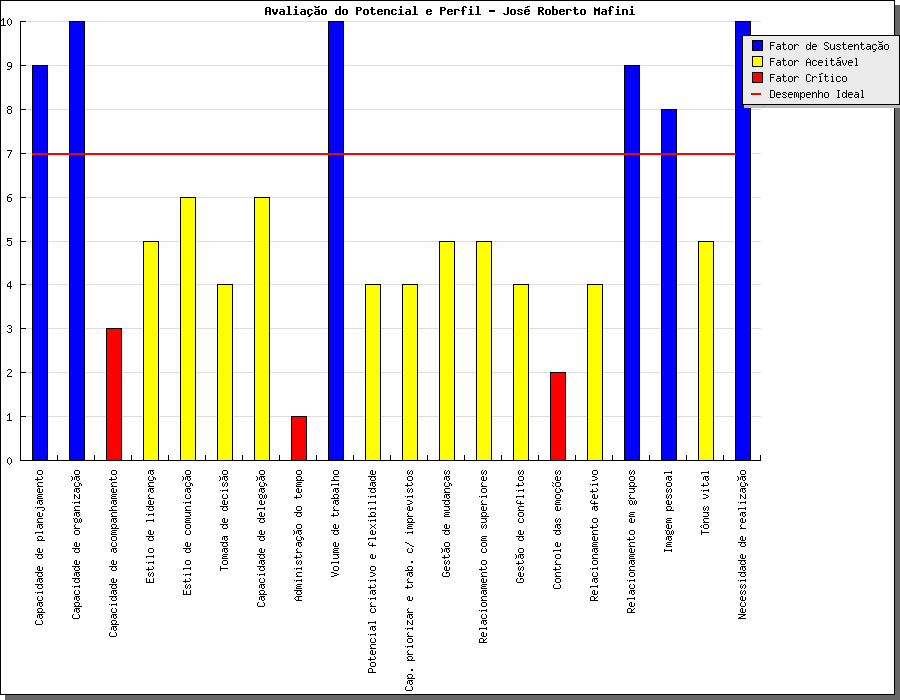 Avaliação do Potencial e Perfil - José Roberto Mafini
10
9
8
7
6
5
4
3
2
1
0
Fator de Sustentação
Fator Aceitável
Fator Crítico
Desempenho Ideal
Capacidade de planejamento
Capacidade de organização
Capacidade de acompanhamento
Estilo de liderança
Estilo de comunicação
Tomada de decisão
Capacidade de delegação
Administração do tempo
Volume de trabalho
Potencial criativo e flexibilidade
Cap. priorizar e trab. c/ imprevistos
Gestão de mudanças
Relacionamento com superiores
Gestão de conflitos
Controle das emoções
Relacionamento afetivo
Relacionamento em grupos
Imagem pessoal
Tônus vital
Necessidade de realização